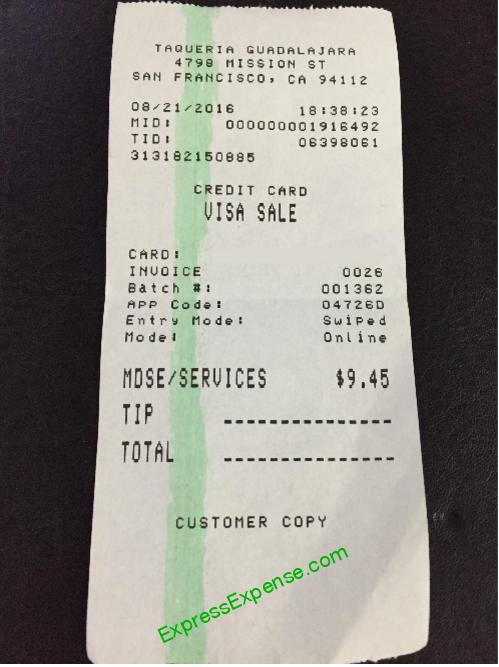 TAQUERIA GUADALAJARA
4798 MISSION ST
SAN FRANCISCO, CA 94112
08/21/2016 18:38:23
MID: 000000001916492
TID: 06398061
313182150885
CREDIT CARD
VISA SALE
CARD:
INVOICE 0026
Batch #: 001362
APP Code: 04726D
Entry Mode: Swiped
Mode: Online
MDSE/SERVICES $9.45
TIP
TOTAL
CUSTOMER COPY
ExpressExpense.com